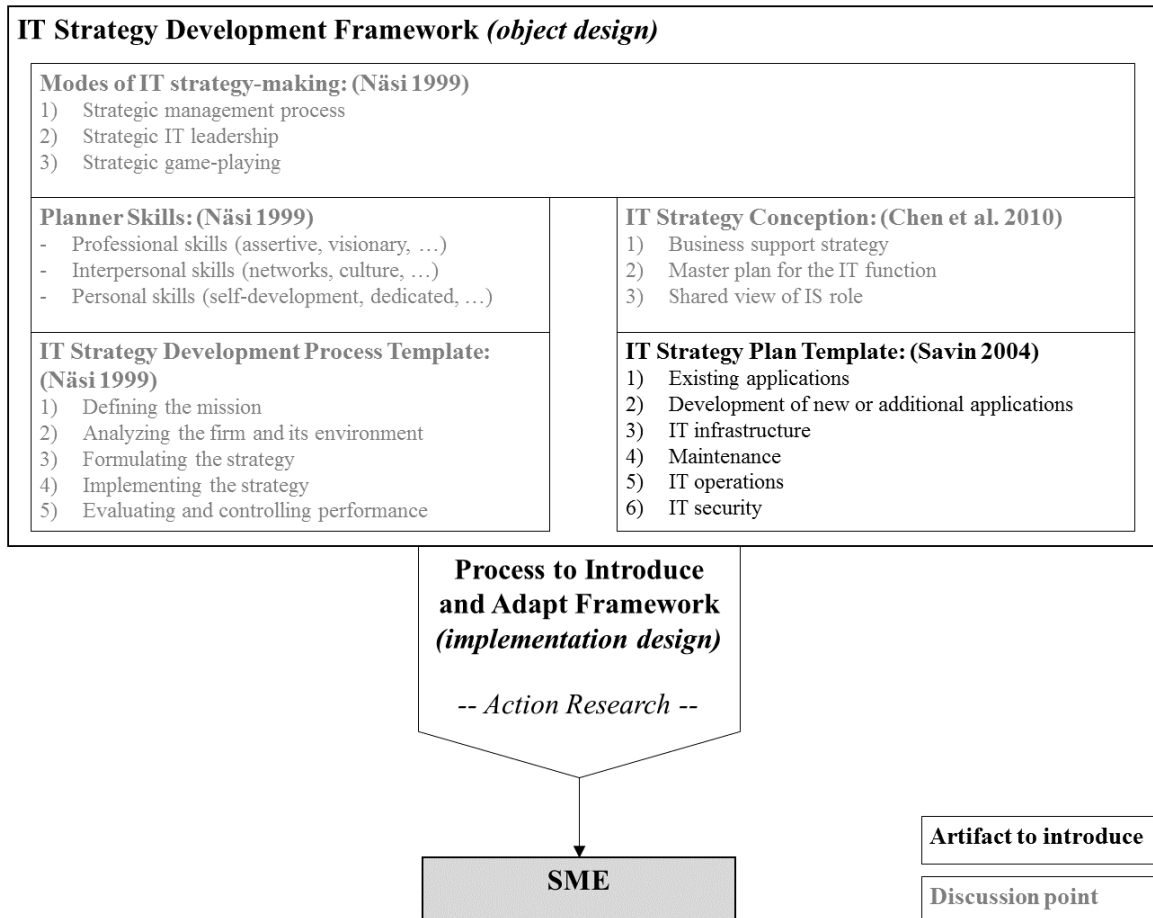 IT Strategy Development Framework (object design)
Modes of IT strategy-making: (Näsi 1999)
1) Strategic management process
2) Strategic IT leadership
3) Strategic game-playing
Planner Skills: (Näsi 1999)
- Professional skills (assertive, visionary, …)
- Interpersonal skills (networks, culture, …)
- Personal skills (self-development, dedicated, …)
IT Strategy Conception: (Chen et al. 2010)
1) Business support strategy
2) Master plan for the IT function
3) Shared view of IS role
IT Strategy Development Process Template:
(Näsi 1999)
1) Defining the mission
2) Analyzing the firm and its environment
3) Formulating the strategy
4) Implementing the strategy
5) Evaluating and controlling performance
IT Strategy Plan Template: (Savin 2004)
1) Existing applications
2) Development of new or additional applications
3) IT infrastructure
4) Maintenance
5) IT operations
6) IT security
Process to Introduce
and Adapt Framework
(implementation design)
-- Action Research --
SME
Artifact to introduce
Discussion point